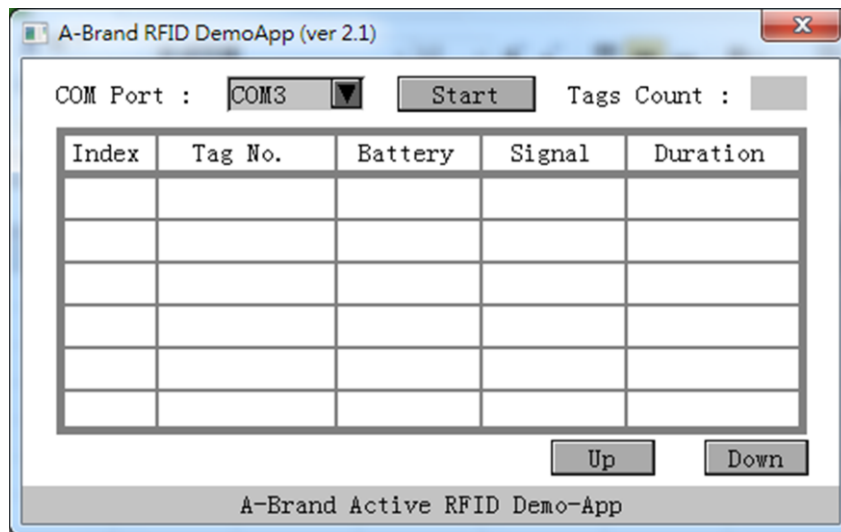 A-Brand RFID DemoApp (ver 2.1)
COM Port : COM3 Start Tags Count :
Index Tag No. Battery Signal Duration
Up Down
A-Brand Active RFID Demo-App